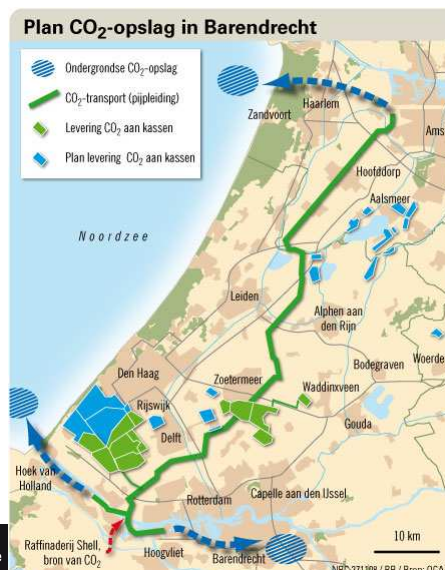 Plan CO₂-opslag in Barendrecht
Ondergrondse CO₂-opslag
CO₂-transport (pijpleiding)
Levering CO₂ aan kassen
Plan levering CO₂ aan kassen
Haarlem
Zandvoort
Ams
Hoofddorp
Aalsmeer
Noordzee
Leiden
Alphen aan
den Rijn
Den Haag
Zoetermeer
Bodegraven
Woerde
Rijswijk
Waddinxveen
Delft
Gouda
Hoek van
Holland
Rotterdam
Capelle aan den IJssel
10 km
Raffinaderij Shell,
bron van CO₂
Hoogvliet
Barendrecht